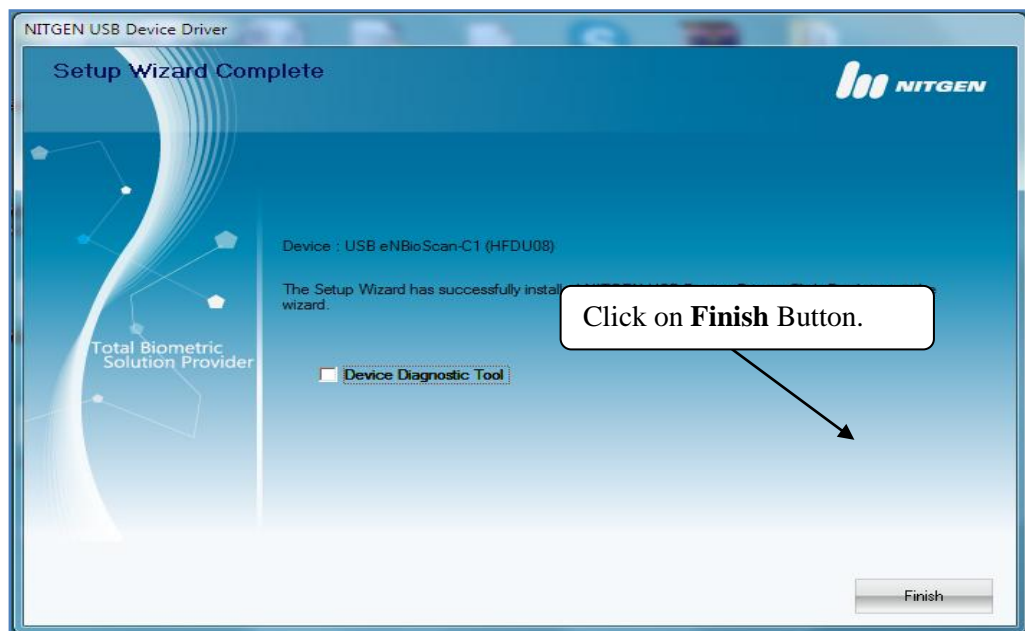 NITGEN USB Device Driver
Setup Wizard Complete
NITGEN
Device : USB eNBioScan-C1 (HFDU08)
The Setup Wizard has successfully
wizard.
Click on Finish Button.
Total Biometric
Solution Provider
Device Diagnostic Tool
Finish